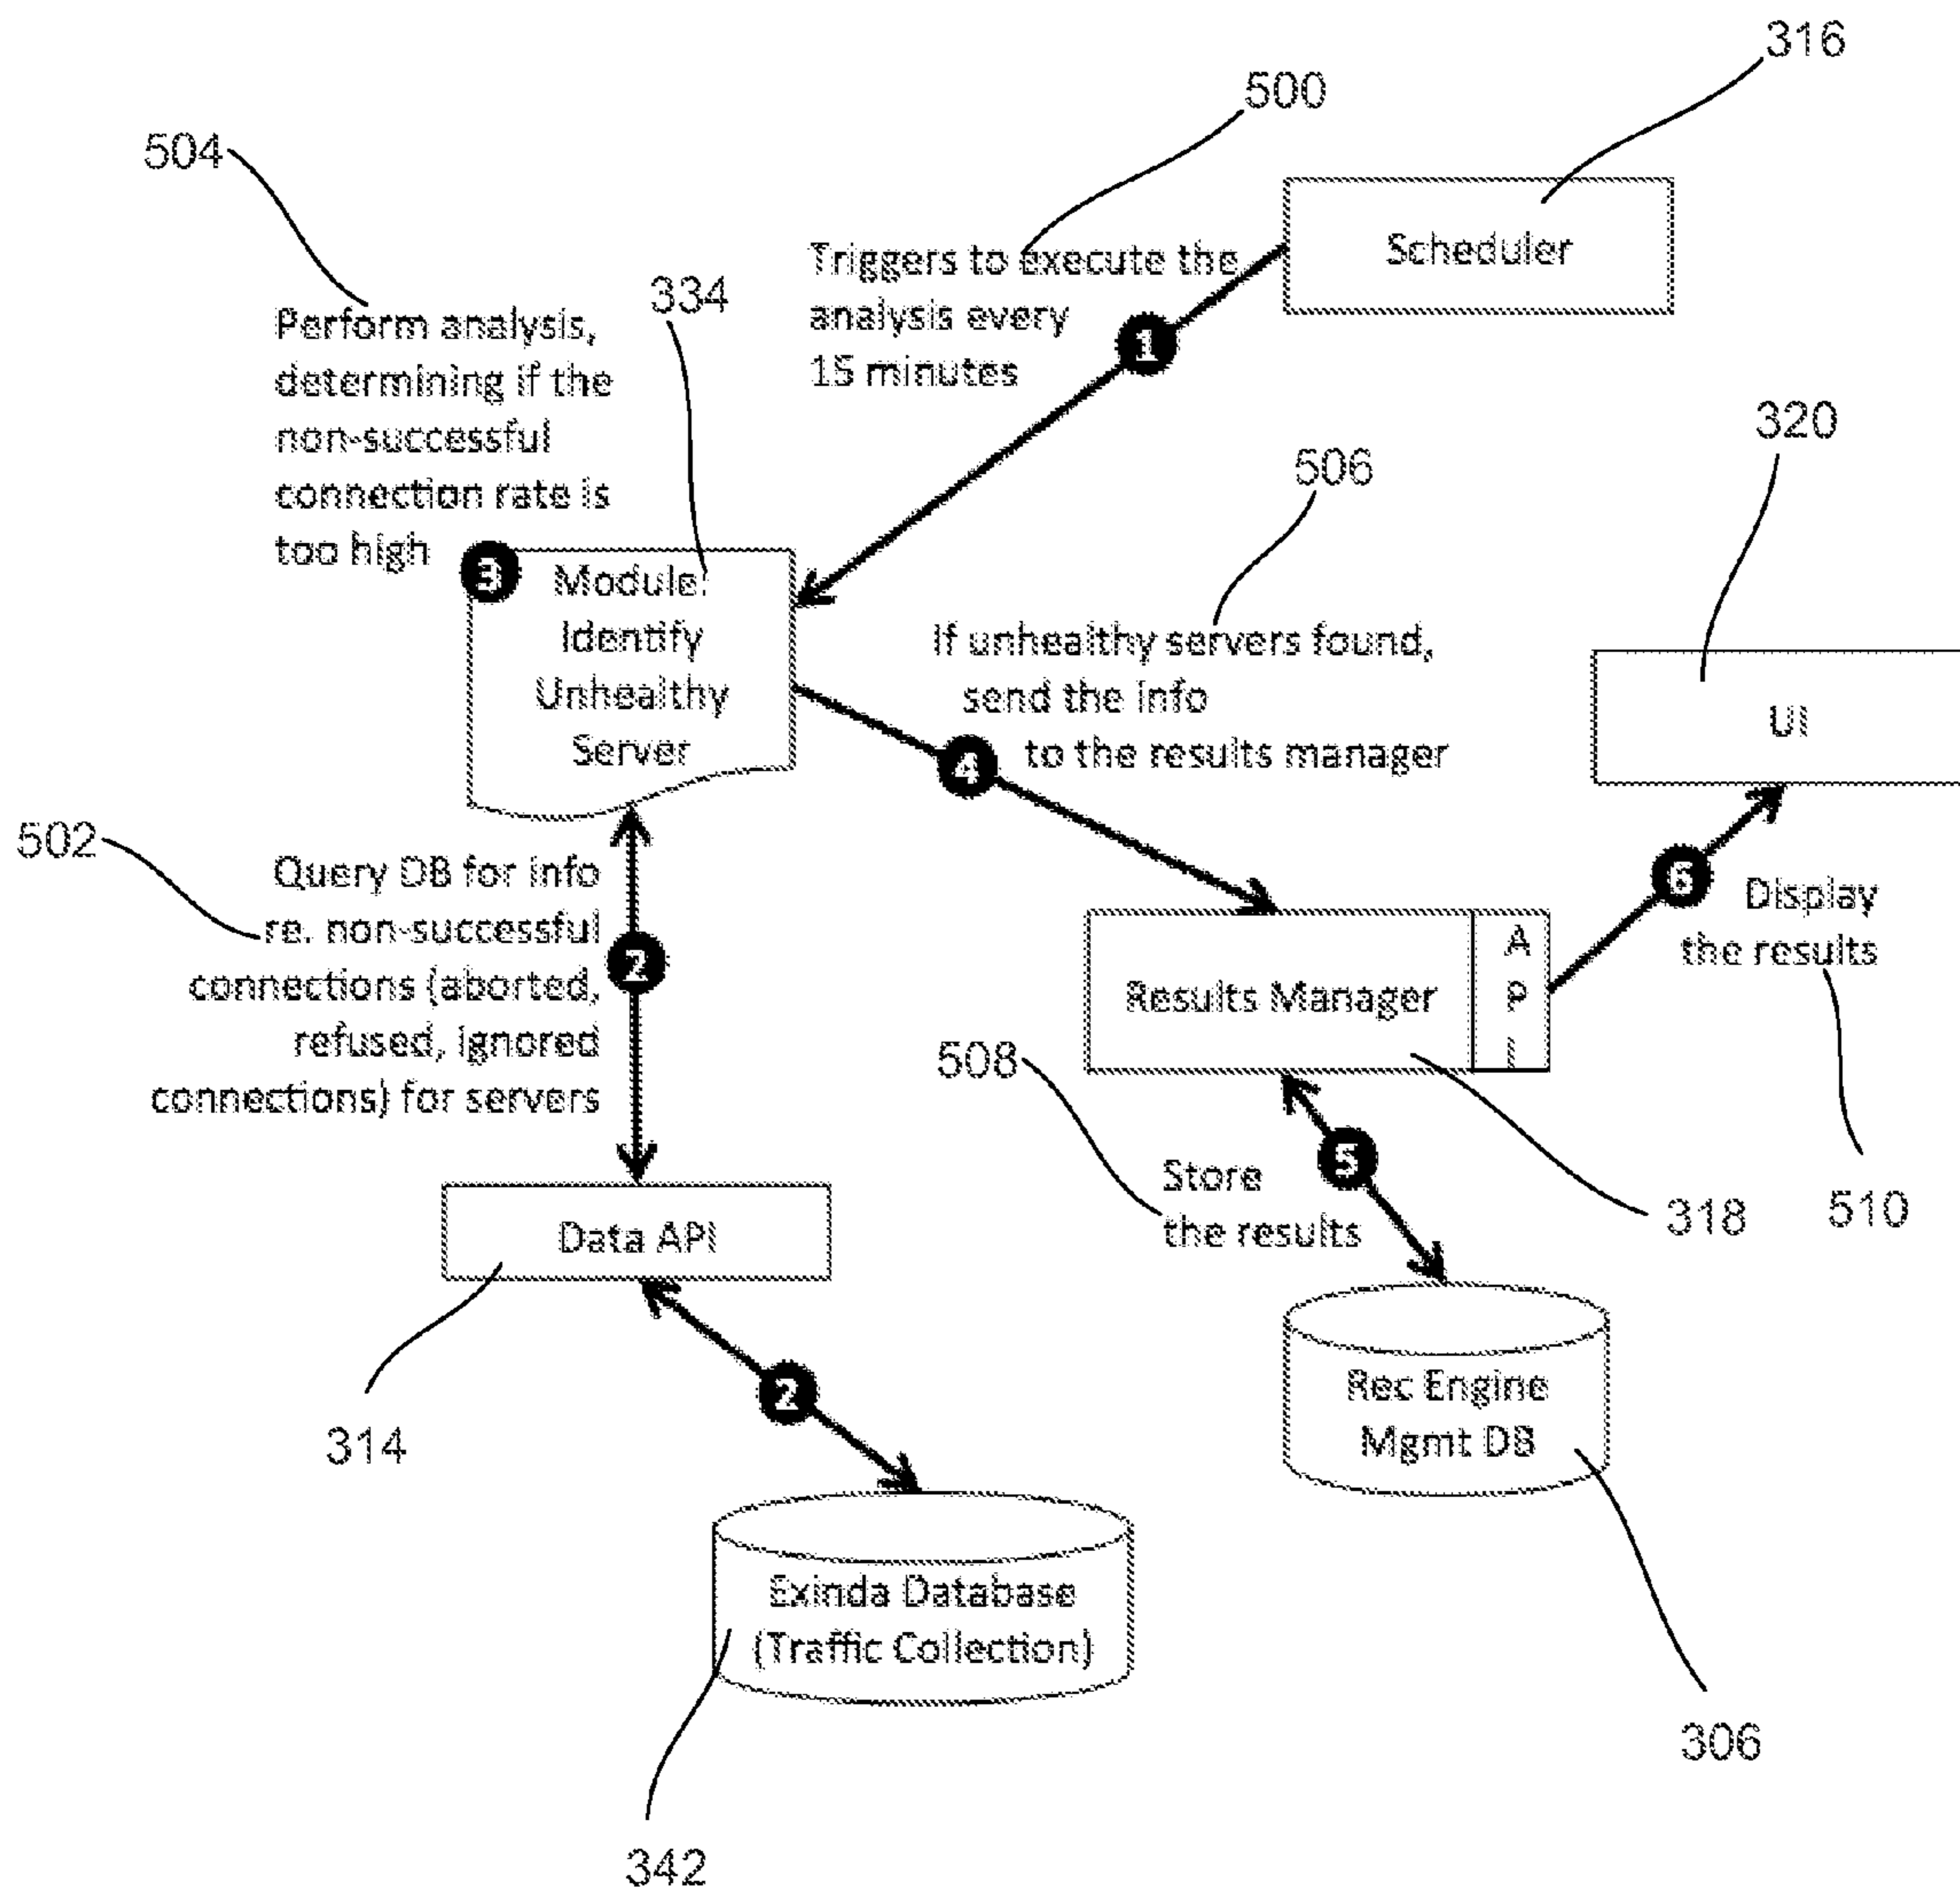 316
500
504
Scheduler
Triggers to execute the
analysis every
15 minutes
1
334
Perform analysis,
determining if the
non-successful
connection rate is
too high
320
506
3
Module:
Identify
Unhealthy
Server
If unhealthy servers found,
send the info
to the results manager
4
UI
502
Query DB for info
re. non-successful
connections (aborted,
refused, ignored
connections) for servers
2
6
Display
the results
Results Manager
A
P
I
508
Store
the results
5
318
510
Data API
314
2
Rec Engine
Mgmt DB
Exinda Database
(Traffic Collection)
306
342